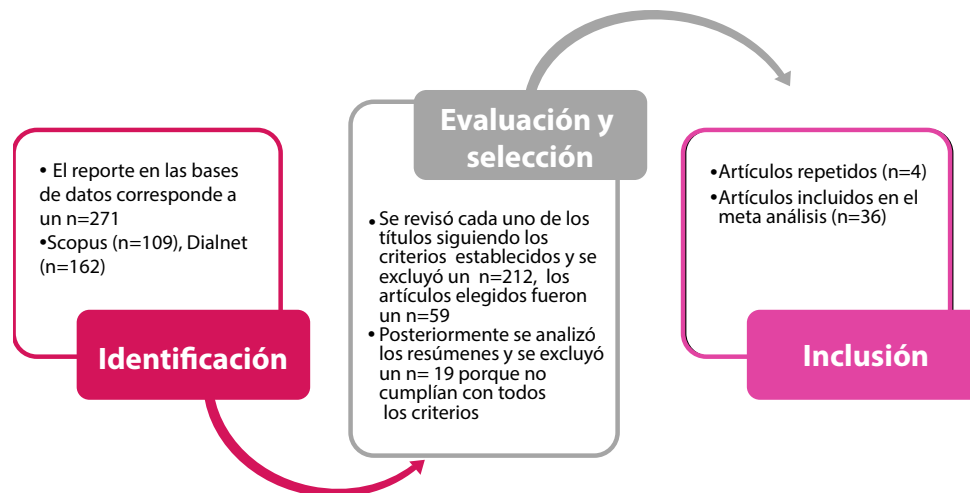 • El reporte en las bases
de datos corresponde a
un n=271
•Scopus (n=109), Dialnet
(n=162)
Identificación
Evaluación y
selección
• Se revisó cada uno de los
títulos siguiendo los
criterios establecidos y se
excluyó un n=212, los
artículos elegidos fueron
un n=59
• Posteriormente se analizó
los resúmenes y se excluyó
un n= 19 porque no
cumplían con todos
los criterios
•Artículos repetidos (n=4)
•Artículos incluidos en el
meta análisis (n=36)
Inclusión